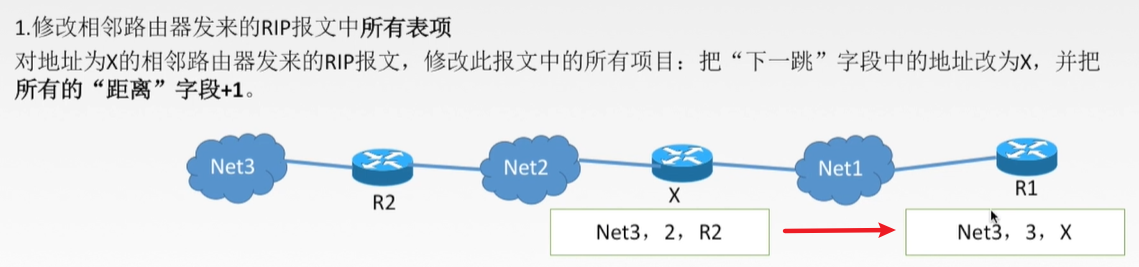 1.修改相邻路由器发来的RIP报文中所有表项
对地址为X的相邻路由器发来的RIP报文，修改此报文中的所有项目：把“下一跳”字段中的地址改为X，并把
所有的“距离”字段+1。
Net3
Net2
Net1
R2
X
R1
Net3，2，R2
Net3，3，X